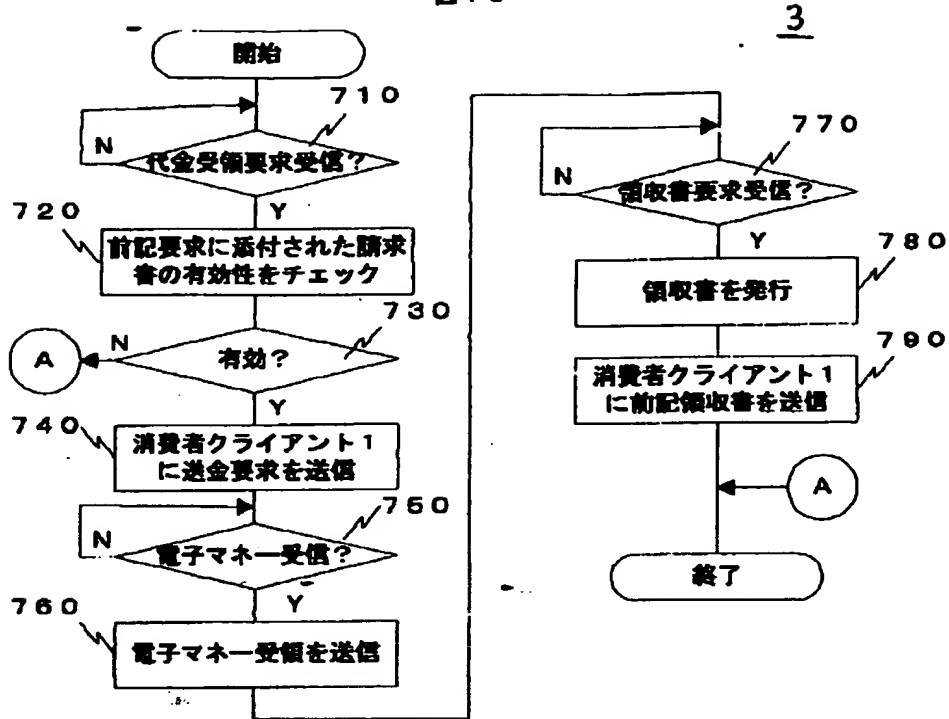 3
開始
710
N
代金受領要求受信？
Y
720
前記要求に添付された請求
書の有効性をチェック
730
A
N
有効？
Y
740
消費者クライアント1
に送金要求を送信
750
N
電子マネー受信？
Y
760
電子マネー受領を送信
770
N
領収書要求受信？
Y
780
領収書を発行
790
消費者クライアント1
に前記領収書を送信
A
終了